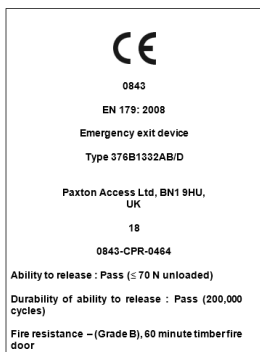 CE
0843
EN 179: 2008
Emergency exit device
Type 376B1332AB/D
Paxton Access Ltd, BN1 9HU,
UK
18
0843-CPR-0464
Ability to release : Pass (≤ 70 N unloaded)
Durability of ability to release : Pass (200,000
cycles)
Fire resistance – (Grade B), 60 minute timber fire
door